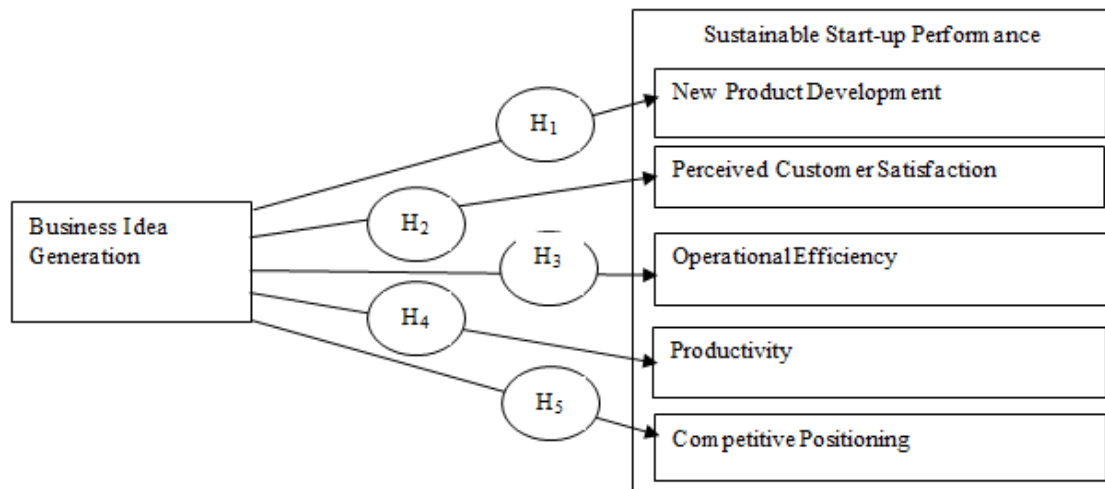 Sustainable Start-up Performance
New Product Development
H₁
Perceived Customer Satisfaction
Business Idea
Generation
H₂
H₃
Operational Efficiency
H₄
Productivity
H₅
Competitive Positioning